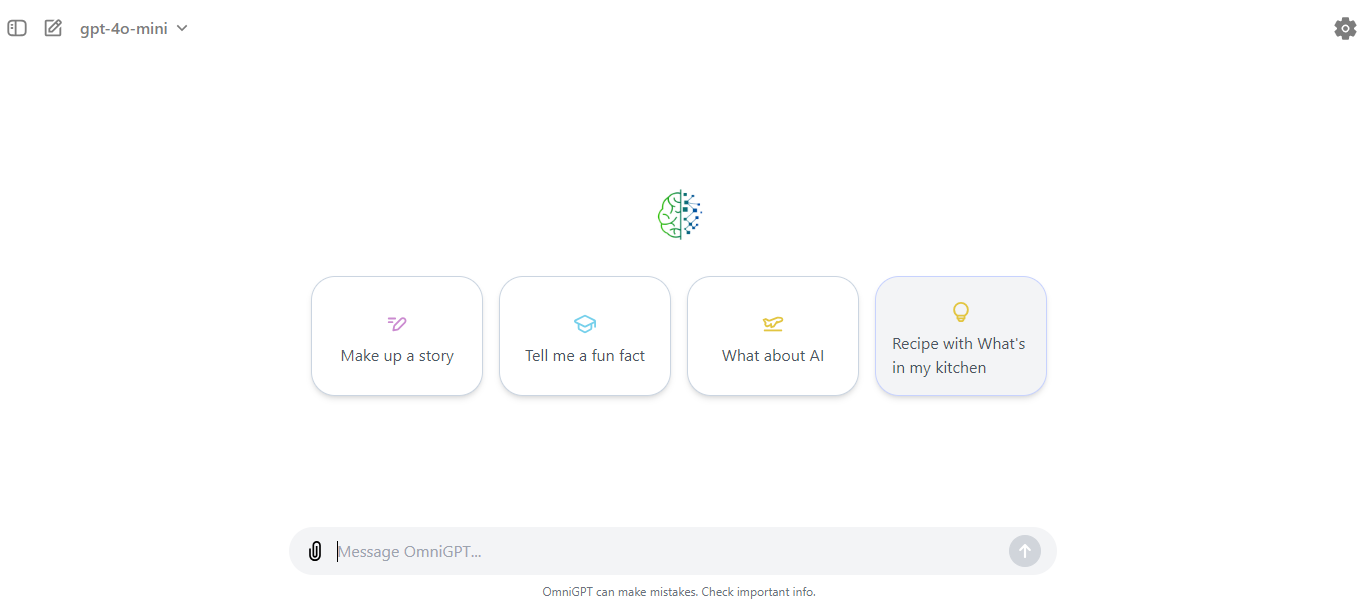 gpt-4o-mini
Make up a story
Tell me a fun fact
What about AI
Recipe with What's
in my kitchen
Message OmniGPT...
OmniGPT can make mistakes. Check important info.